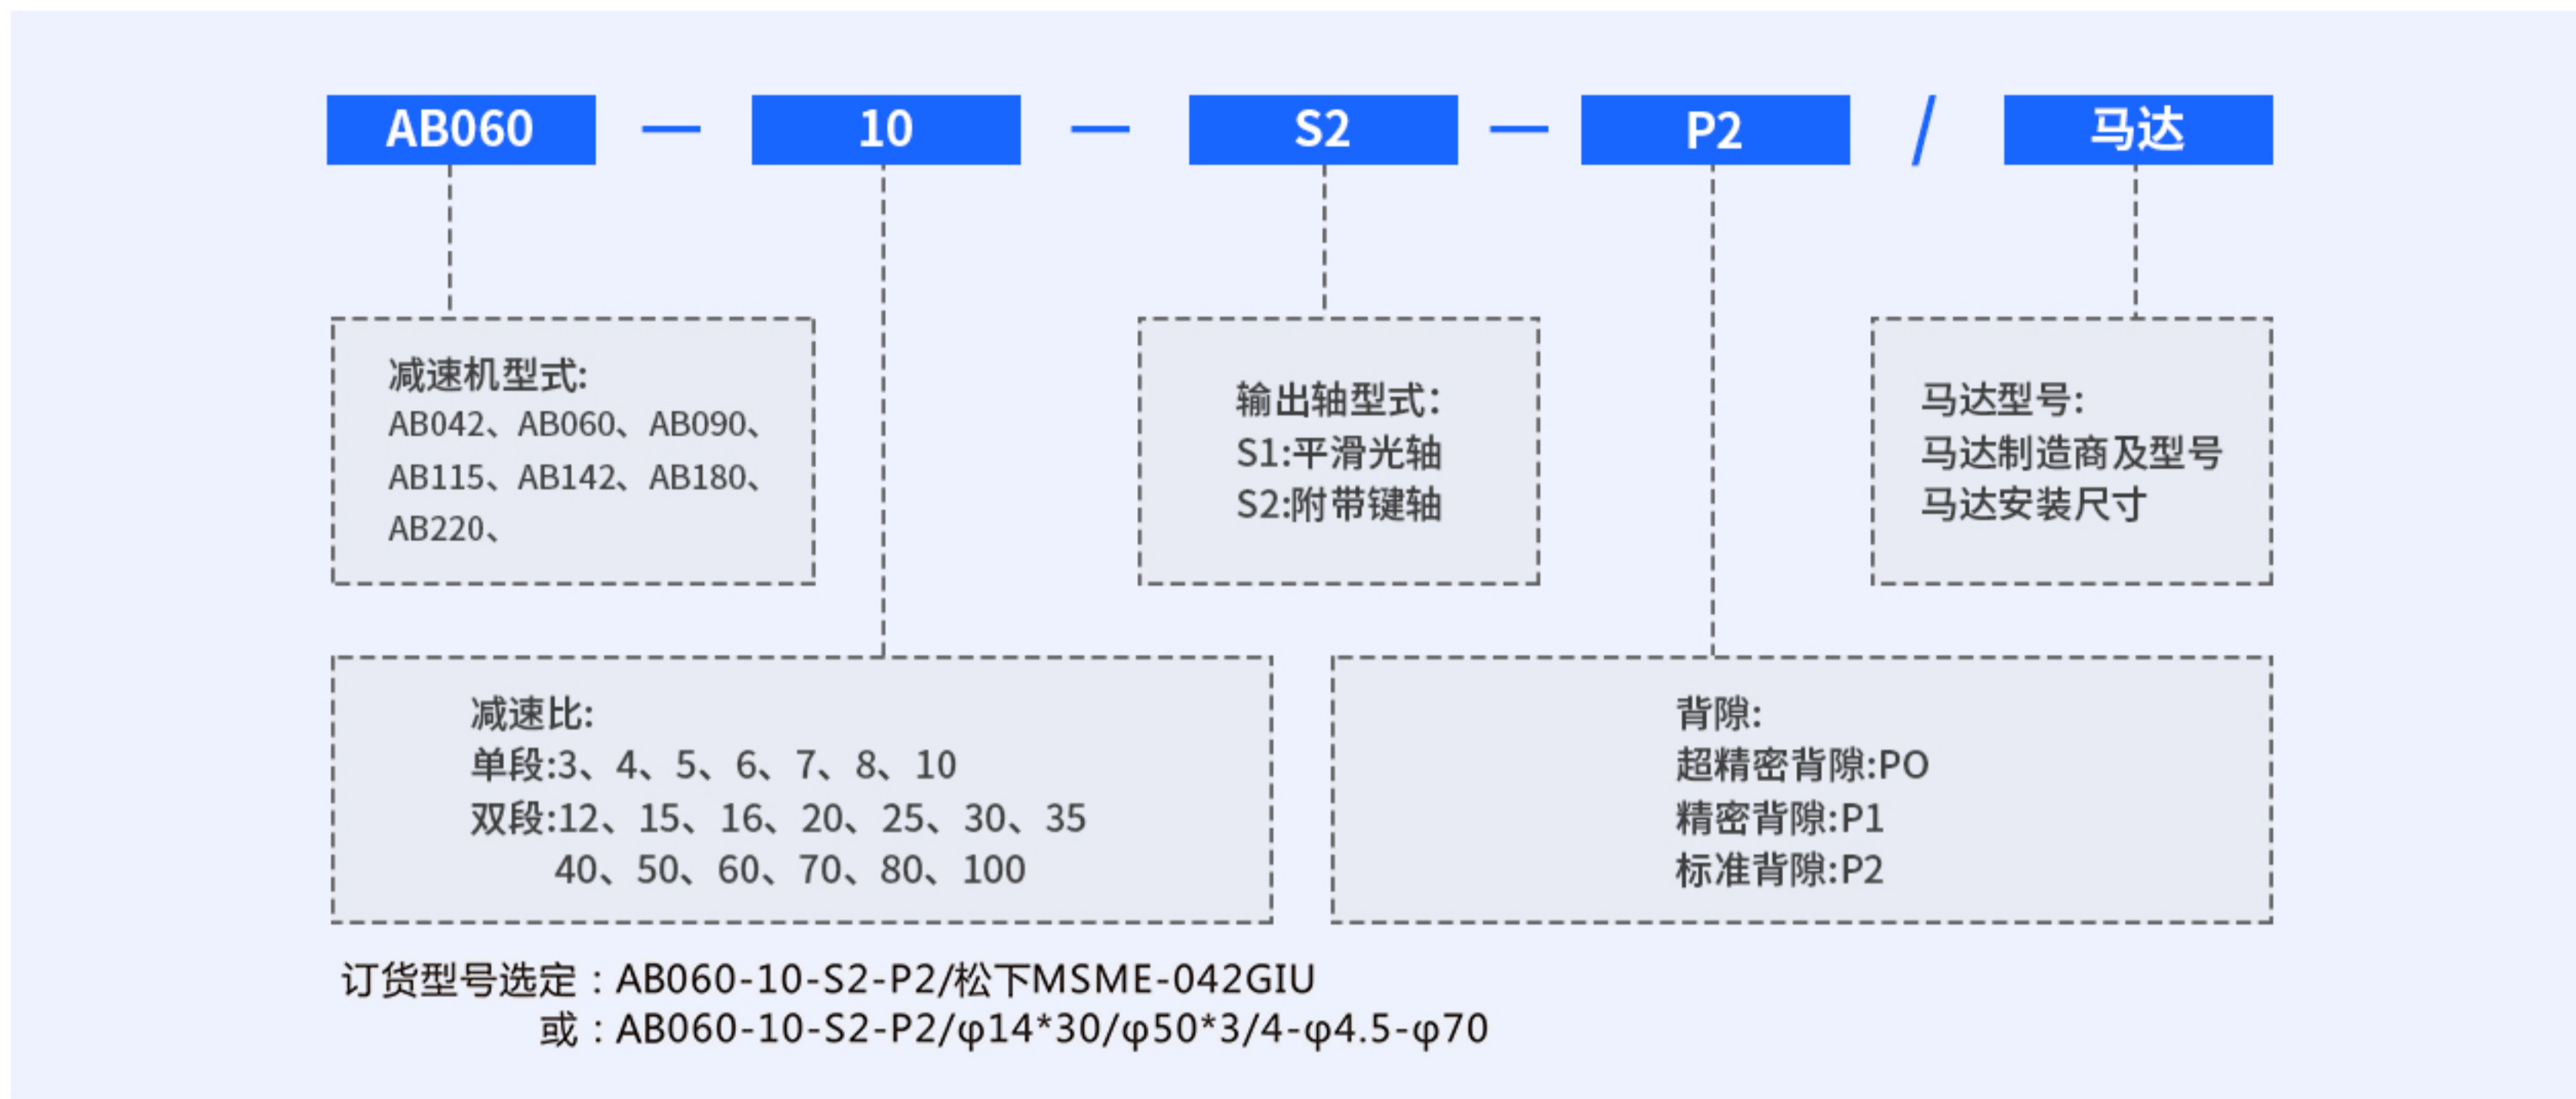 AB060 — 10 — S2 — P2 / 马达
减速机型式:
AB042、AB060、AB090、
AB115、AB142、AB180、
AB220、
输出轴型式:
S1:平滑光轴
S2:附带键轴
马达型号:
马达制造商及型号
马达安装尺寸
减速比:
单段:3、4、5、6、7、8、10
双段:12、15、16、20、25、30、35
40、50、60、70、80、100
背隙:
超精密背隙:PO
精密背隙:P1
标准背隙:P2
订货型号选定：AB060-10-S2-P2/松下MSME-042GIU
或：AB060-10-S2-P2/φ14*30/φ50*3/4-φ4.5-φ70